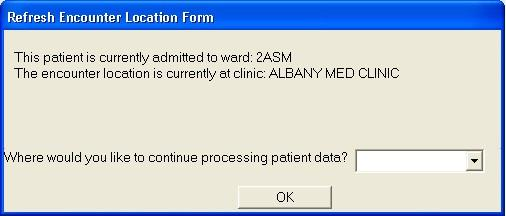 Refresh Encounter Location Form
This patient is currently admitted to ward: 2ASM
The encounter location is currently at clinic: ALBANY MED CLINIC
Where would you like to continue processing patient data?
OK